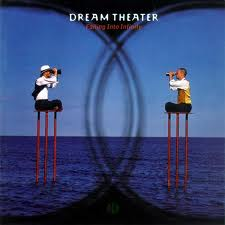 DREAM THEATER
Falling Into Infinity